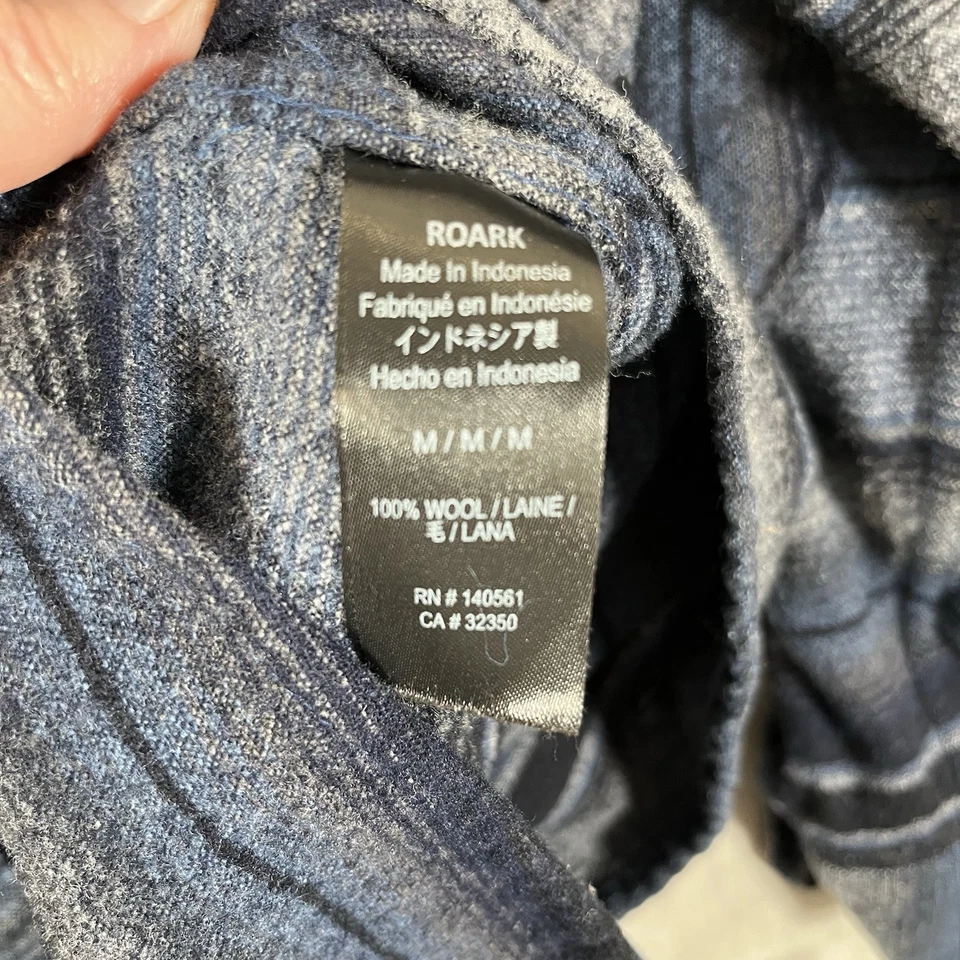 ROARK
Made In Indonesia
Fabriqué en Indonésie
インドネシア製
Hecho en Indonesia
M / M / M
100% WOOL / LAINE /
毛 / LANA
RN # 140561
CA # 32350